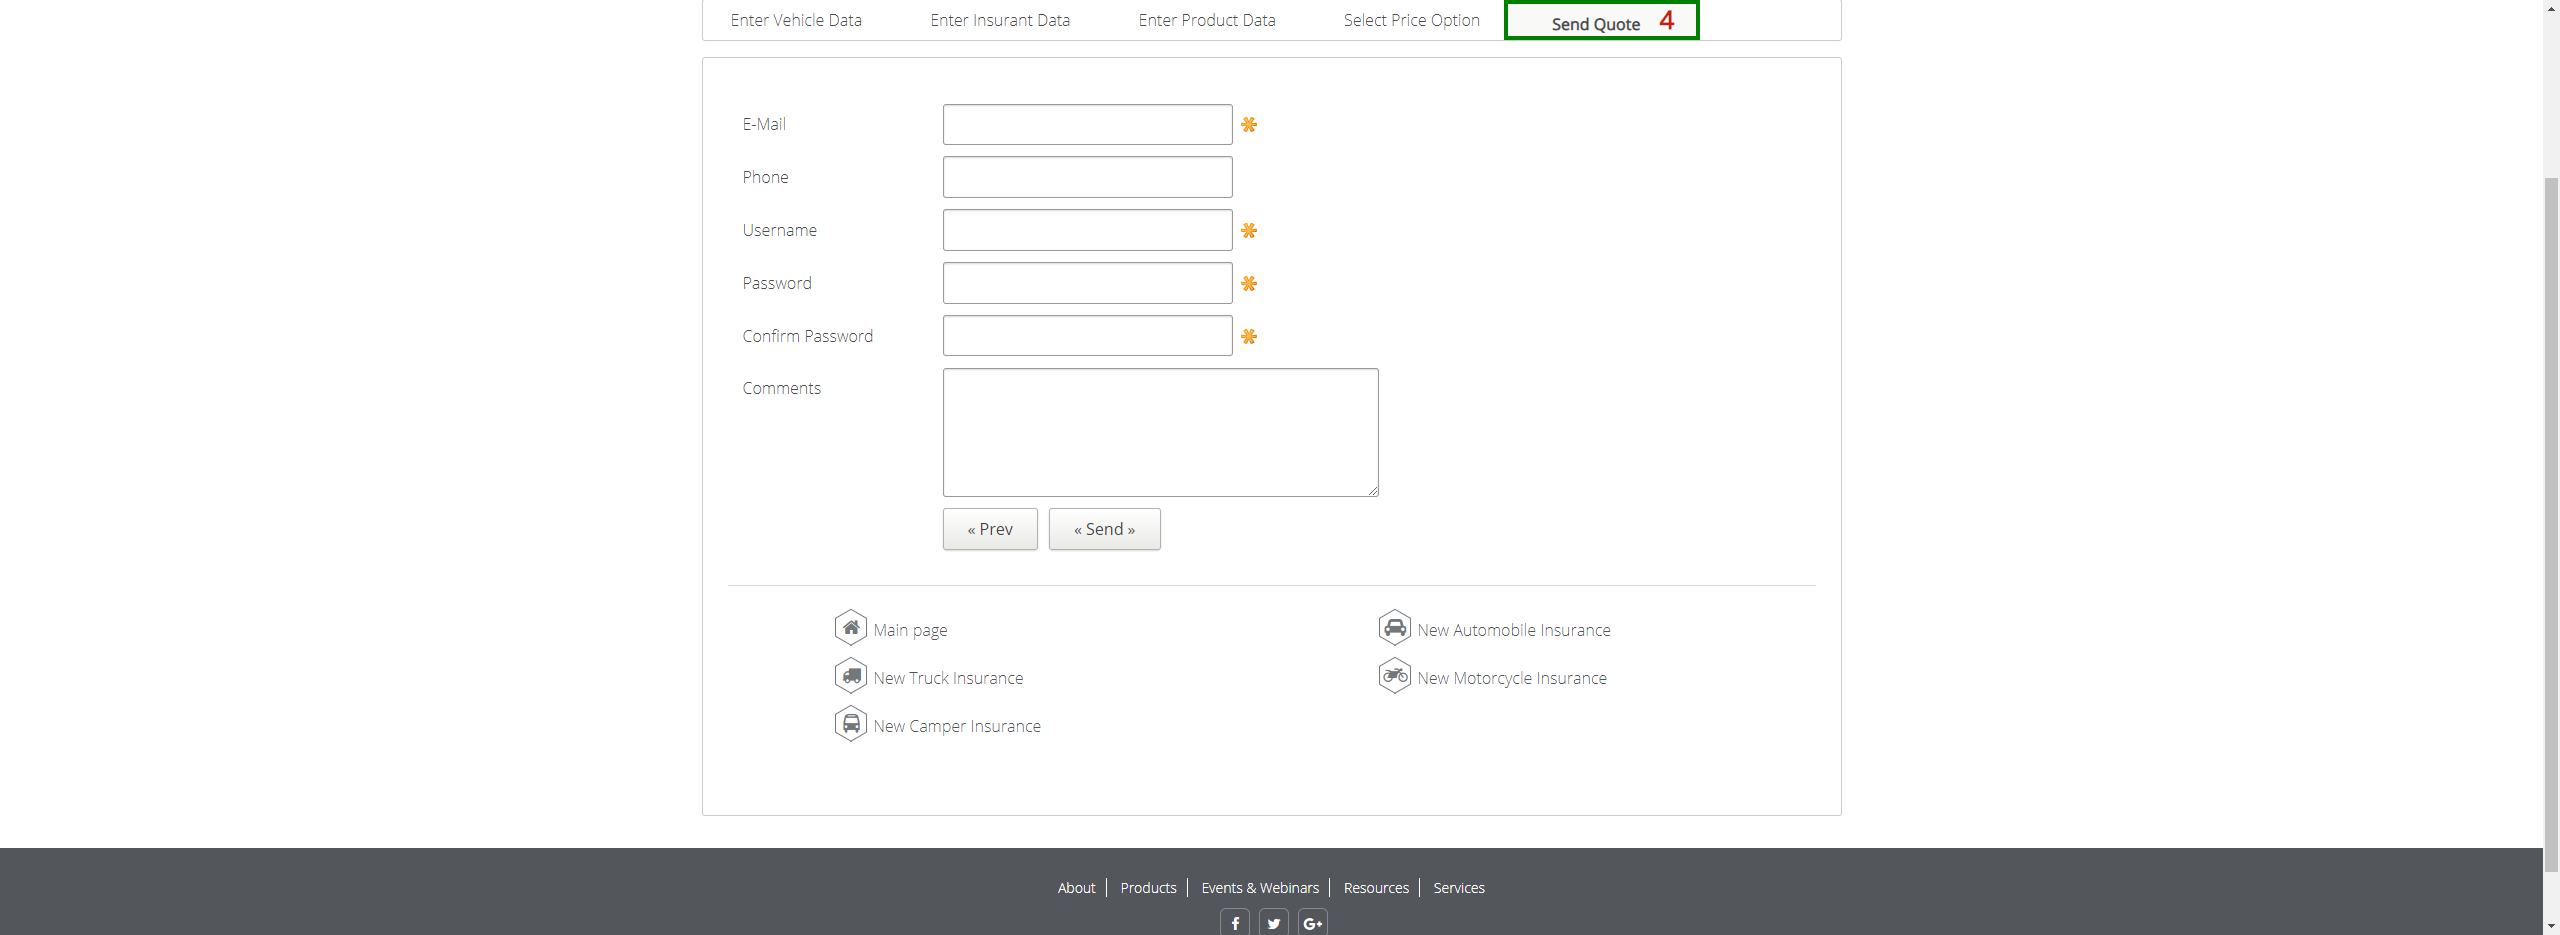 Enter Vehicle Data Enter Insurant Data Enter Product Data Select Price Option Send Quote 4
E-Mail
Phone
Username
Password
Confirm Password
Comments
« Prev « Send »
Main page New Automobile Insurance
New Truck Insurance New Motorcycle Insurance
New Camper Insurance
About Products Events & Webinars Resources Services